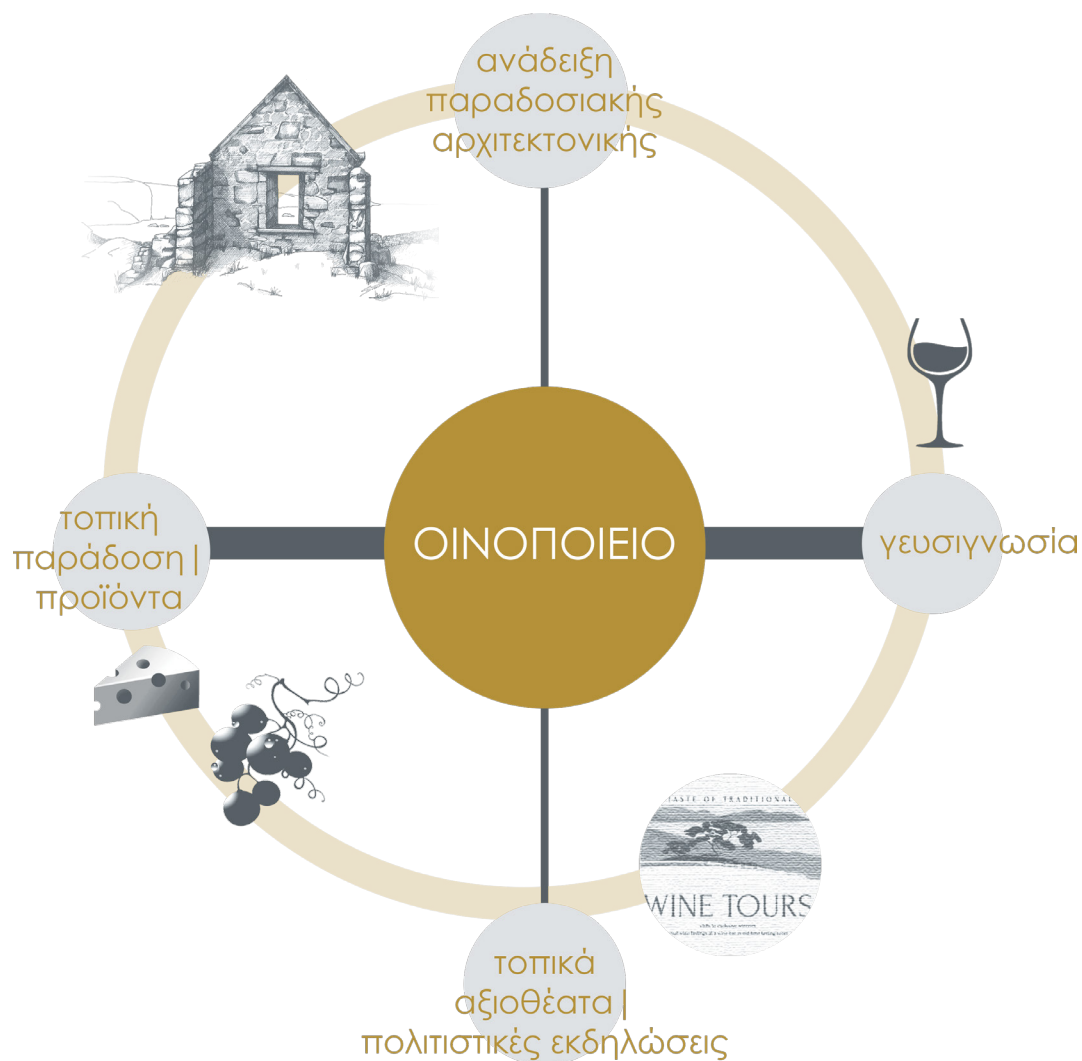 ανάδειξη
παραδοσιακής
αρχιτεκτονικής
τοπική
παράδοση |
προϊόντα
ΟΙΝΟΠΟΙΕΙΟ
γευσιγνωσία
TASTE OF TRADITIONAL
WINE TOURS
τοπικά
αξιοθέατα |
πολιτιστικές εκδηλώσεις